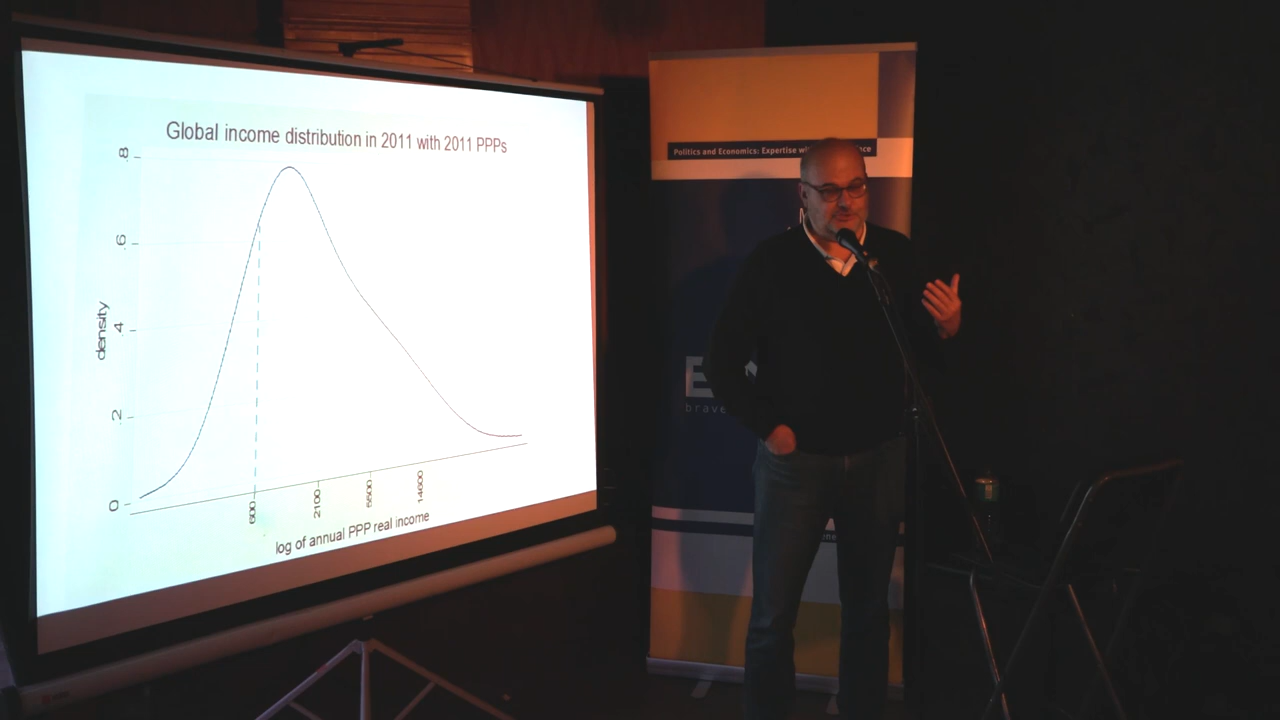 Global income distribution in 2011 with 2011 PPPs
.8
.6
density
.4
.2
0
600
2100
5500
14600
log of annual PPP real income
Politics and Economics: Expertise
brave